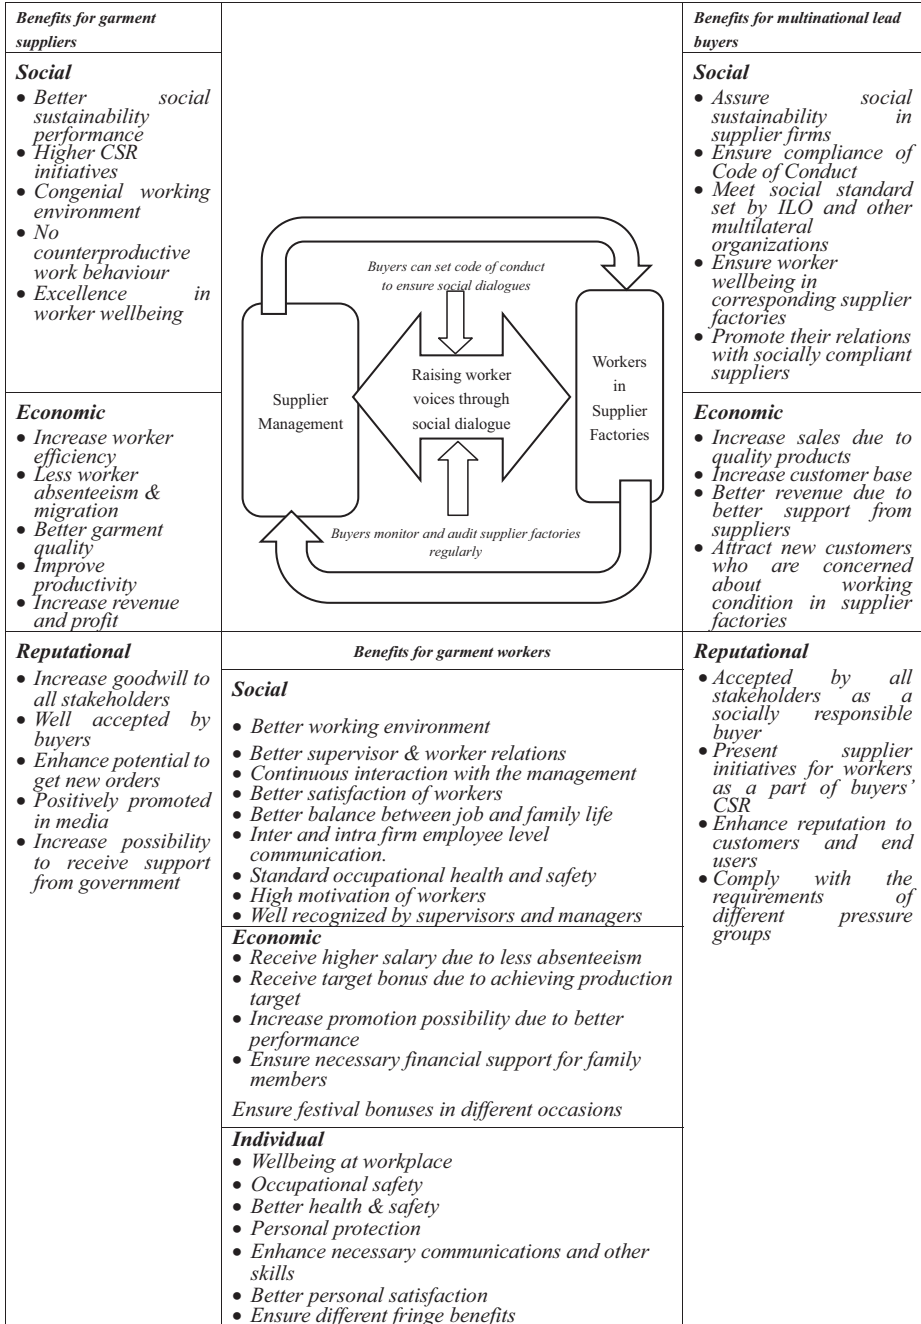 Benefits for garment
suppliers
Social
• Better social
sustainability
performance
• Higher CSR
initiatives
• Congenial working
environment
• No
counterproductive
work behaviour
• Excellence in
worker wellbeing
Economic
• Increase worker
efficiency
• Less worker
absenteeism &
migration
• Better garment
quality
• Improve
productivity
• Increase revenue
and profit
Reputational
• Increase goodwill to
all stakeholders
• Well accepted by
buyers
• Enhance potential to
get new orders
• Positively promoted
in media
• Increase possibility
to receive support
from government
Buyers can set code of conduct
to ensure social dialogues
Supplier
Management
Raising worker
voices through
social dialogue
Workers
in
Supplier
Factories
Buyers monitor and audit supplier factories
regularly
Benefits for garment workers
Social
• Better working environment
• Better supervisor & worker relations
• Continuous interaction with the management
• Better satisfaction of workers
• Better balance between job and family life
• Inter and intra firm employee level
communication.
• Standard occupational health and safety
• High motivation of workers
• Well recognized by supervisors and managers
Economic
• Receive higher salary due to less absenteeism
• Receive target bonus due to achieving production
target
• Increase promotion possibility due to better
performance
• Ensure necessary financial support for family
members
Ensure festival bonuses in different occasions
Individual
• Wellbeing at workplace
• Occupational safety
• Better health & safety
• Personal protection
• Enhance necessary communications and other
skills
• Better personal satisfaction
• Ensure different fringe benefits
Benefits for multinational lead
buyers
Social
• Assure social
sustainability in
supplier firms
• Ensure compliance of
Code of Conduct
• Meet social standard
set by ILO and other
multilateral
organizations
• Ensure worker
wellbeing in
corresponding supplier
factories
• Promote their relations
with socially compliant
suppliers
Economic
• Increase sales due to
quality products
• Increase customer base
• Better revenue due to
better support from
suppliers
• Attract new customers
who are concerned
about working
condition in supplier
factories
Reputational
• Accepted by all
stakeholders as a
socially responsible
buyer
• Present supplier
initiatives for workers
as a part of buyers'
CSR
• Enhance reputation to
customers and end
users
• Comply with the
requirements of
different pressure
groups